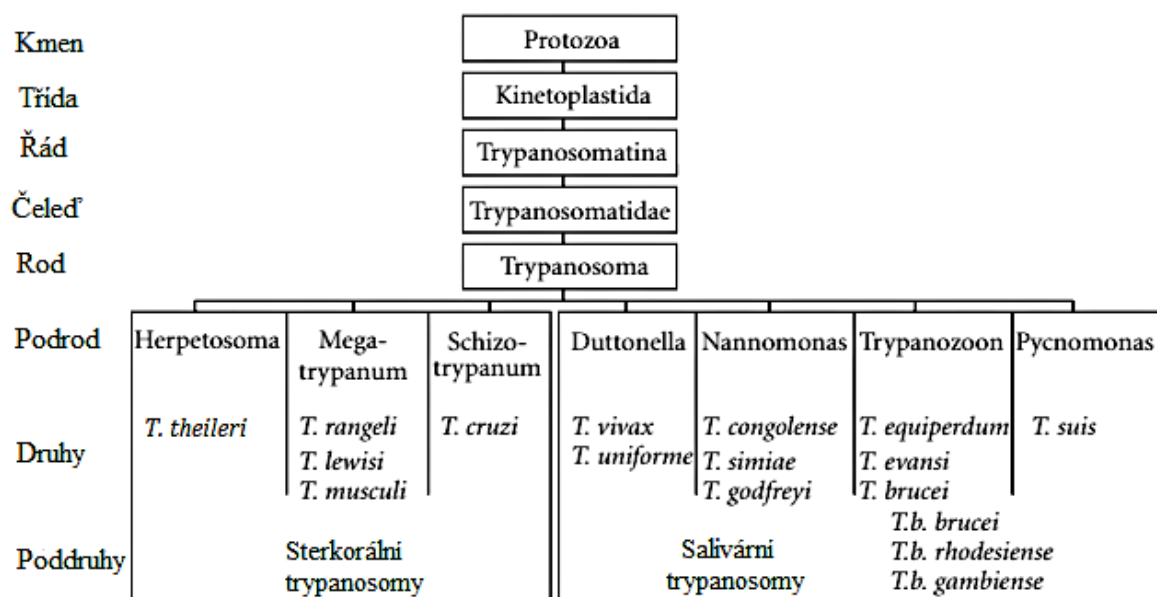 Kmen
Protozoa
Třída
Kinetoplastida
Řád
Trypanosomatina
Čeleď
Trypanosomatidae
Rod
Trypanosoma
Podrod
Herpetosoma
Mega-
trypanum
Schizo-
trypanum
Duttonella
Nannomonas
Trypanozoon
Pycnomonas
Druhy
T. theileri
T. rangeli
T. lewisi
T. musculi
T. cruzi
T. vivax
T. uniforme
T. congolense
T. simiae
T. godfreyi
T. equiperdum
T. evansi
T. brucei
T. suis
Poddruhy
Sterkorální
trypanosomy
Salivární
trypanosomy
T.b. brucei
T.b. rhodesiense
T.b. gambiense